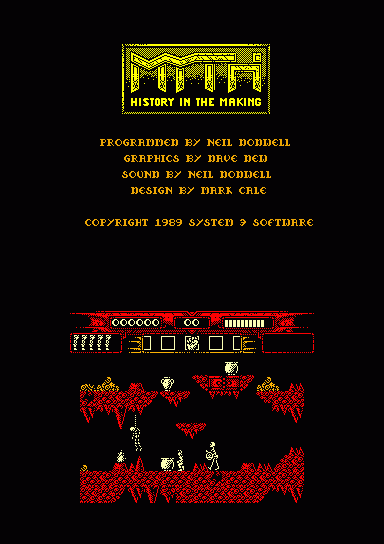 MYTH
HISTORY IN THE MAKING
PROGRAMMED BY NEIL DODWELL
GRAPHICS BY DAVE DEW
SOUND BY NEIL DODWELL
DESIGN BY MARK CALE
COPYRIGHT 1989 SYSTEM 3 SOFTWARE